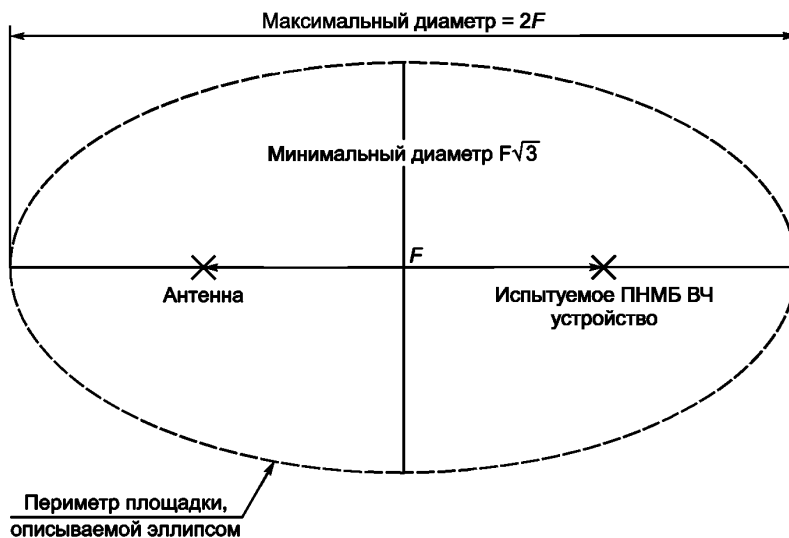 Максимальный диаметр = 2F
Минимальный диаметр F√3
F
Антенна
Испытуемое ПНМБ ВЧ
устройство
Периметр площадки,
описываемой эллипсом